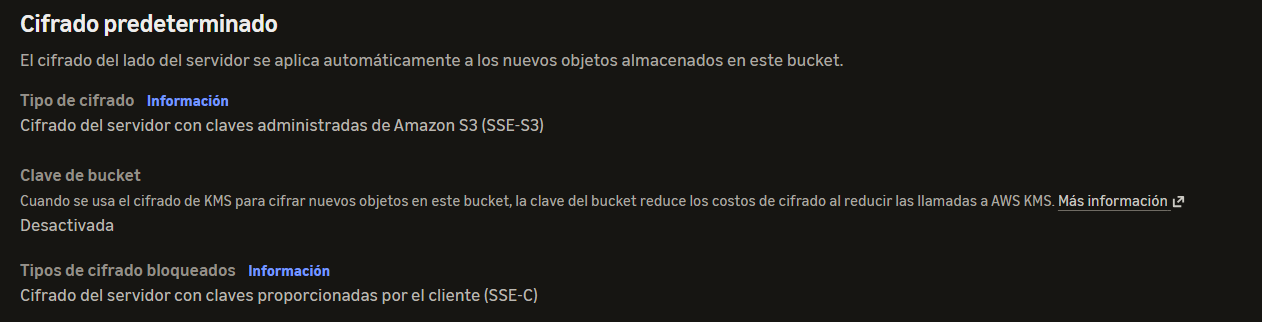 Cifrado predeterminado
El cifrado del lado del servidor se aplica automáticamente a los nuevos objetos almacenados en este bucket.
Tipo de cifrado Información
Cifrado del servidor con claves administradas de Amazon S3 (SSE-S3)
Clave de bucket
Cuando se usa el cifrado de KMS para cifrar nuevos objetos en este bucket, la clave del bucket reduce los costos de cifrado al reducir las llamadas a AWS KMS. Más información
Desactivada
Tipos de cifrado bloqueados Información
Cifrado del servidor con claves proporcionadas por el cliente (SSE-C)